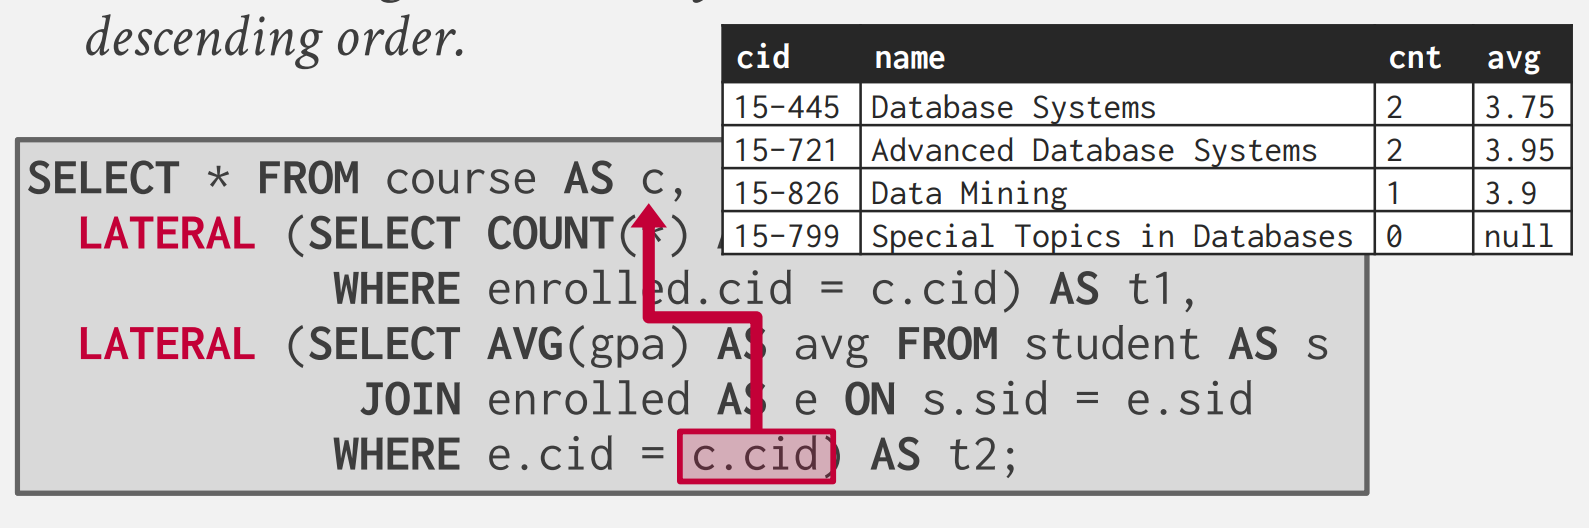 descending order.
cid name cnt avg
15-445 Database Systems 2 3.75
15-721 Advanced Database Systems 2 3.95
15-826 Data Mining 1 3.9
15-799 Special Topics in Databases 0 null
SELECT * FROM course AS c,
LATERAL (SELECT COUNT(*)
WHERE enrolled.cid = c.cid) AS t1,
LATERAL (SELECT AVG(gpa) AS avg FROM student AS s
JOIN enrolled AS e ON s.sid = e.sid
WHERE e.cid = c.cid) AS t2;